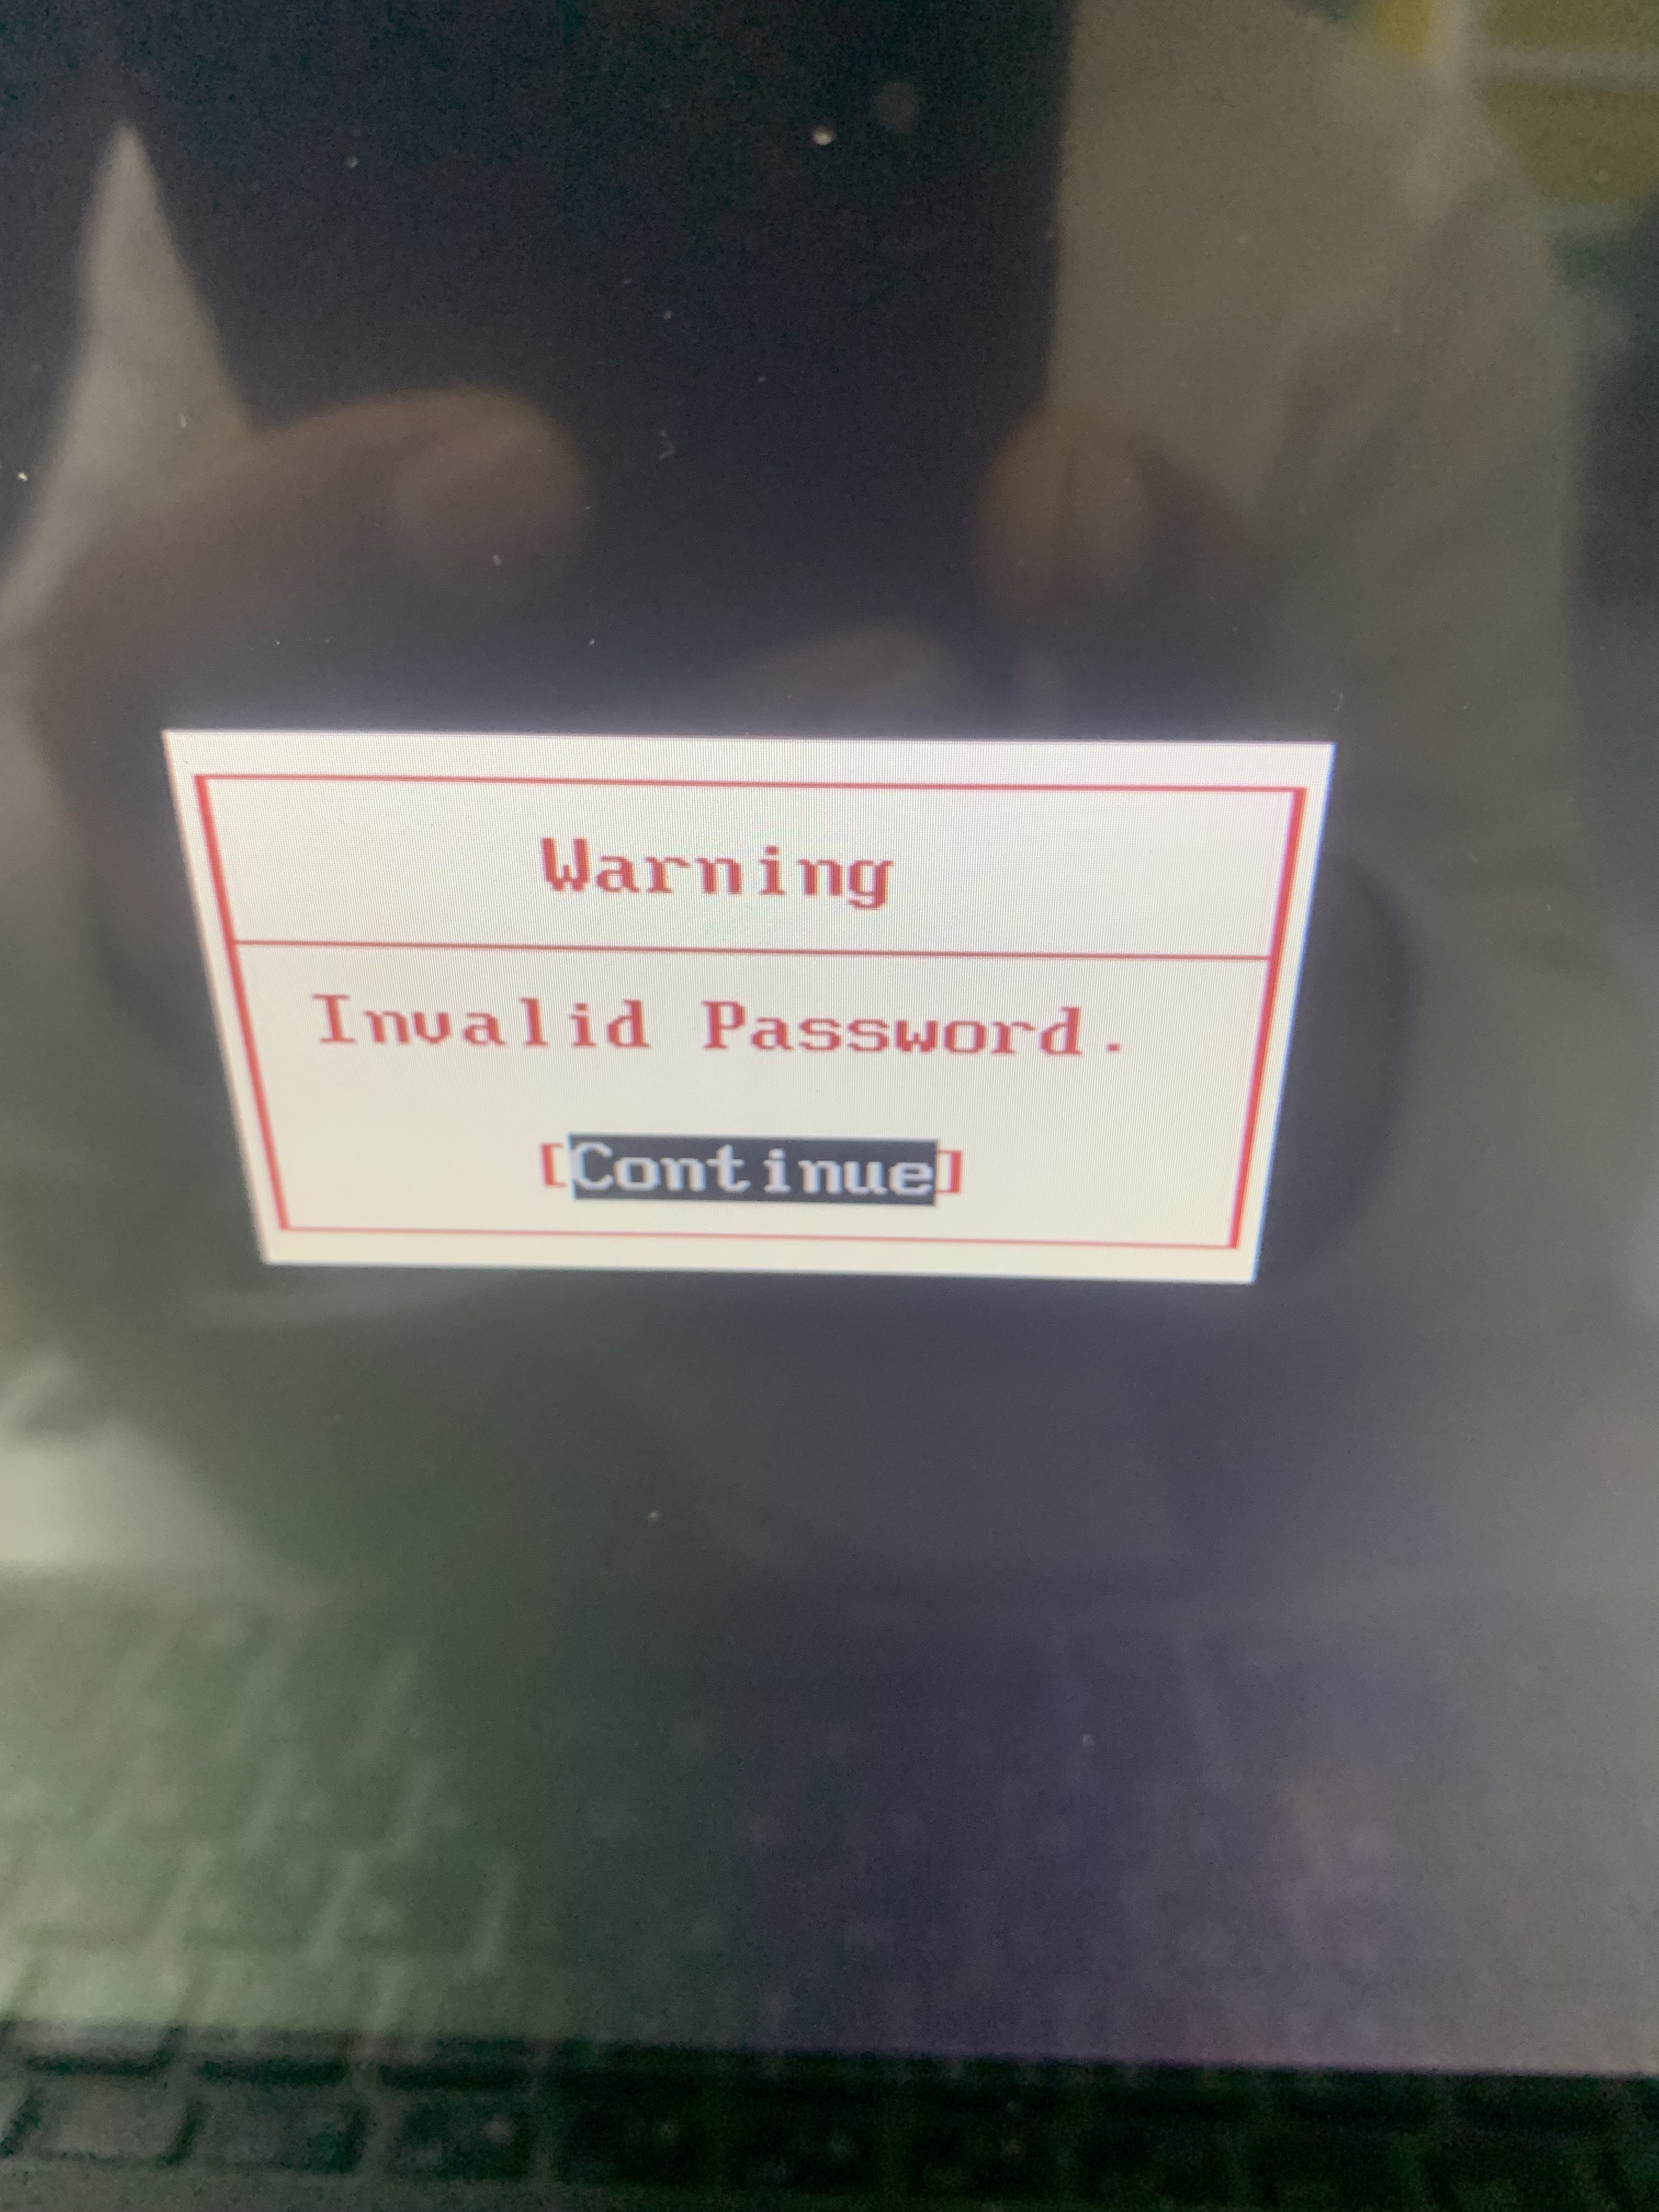 Warning
Invalid Password.
[Continue]